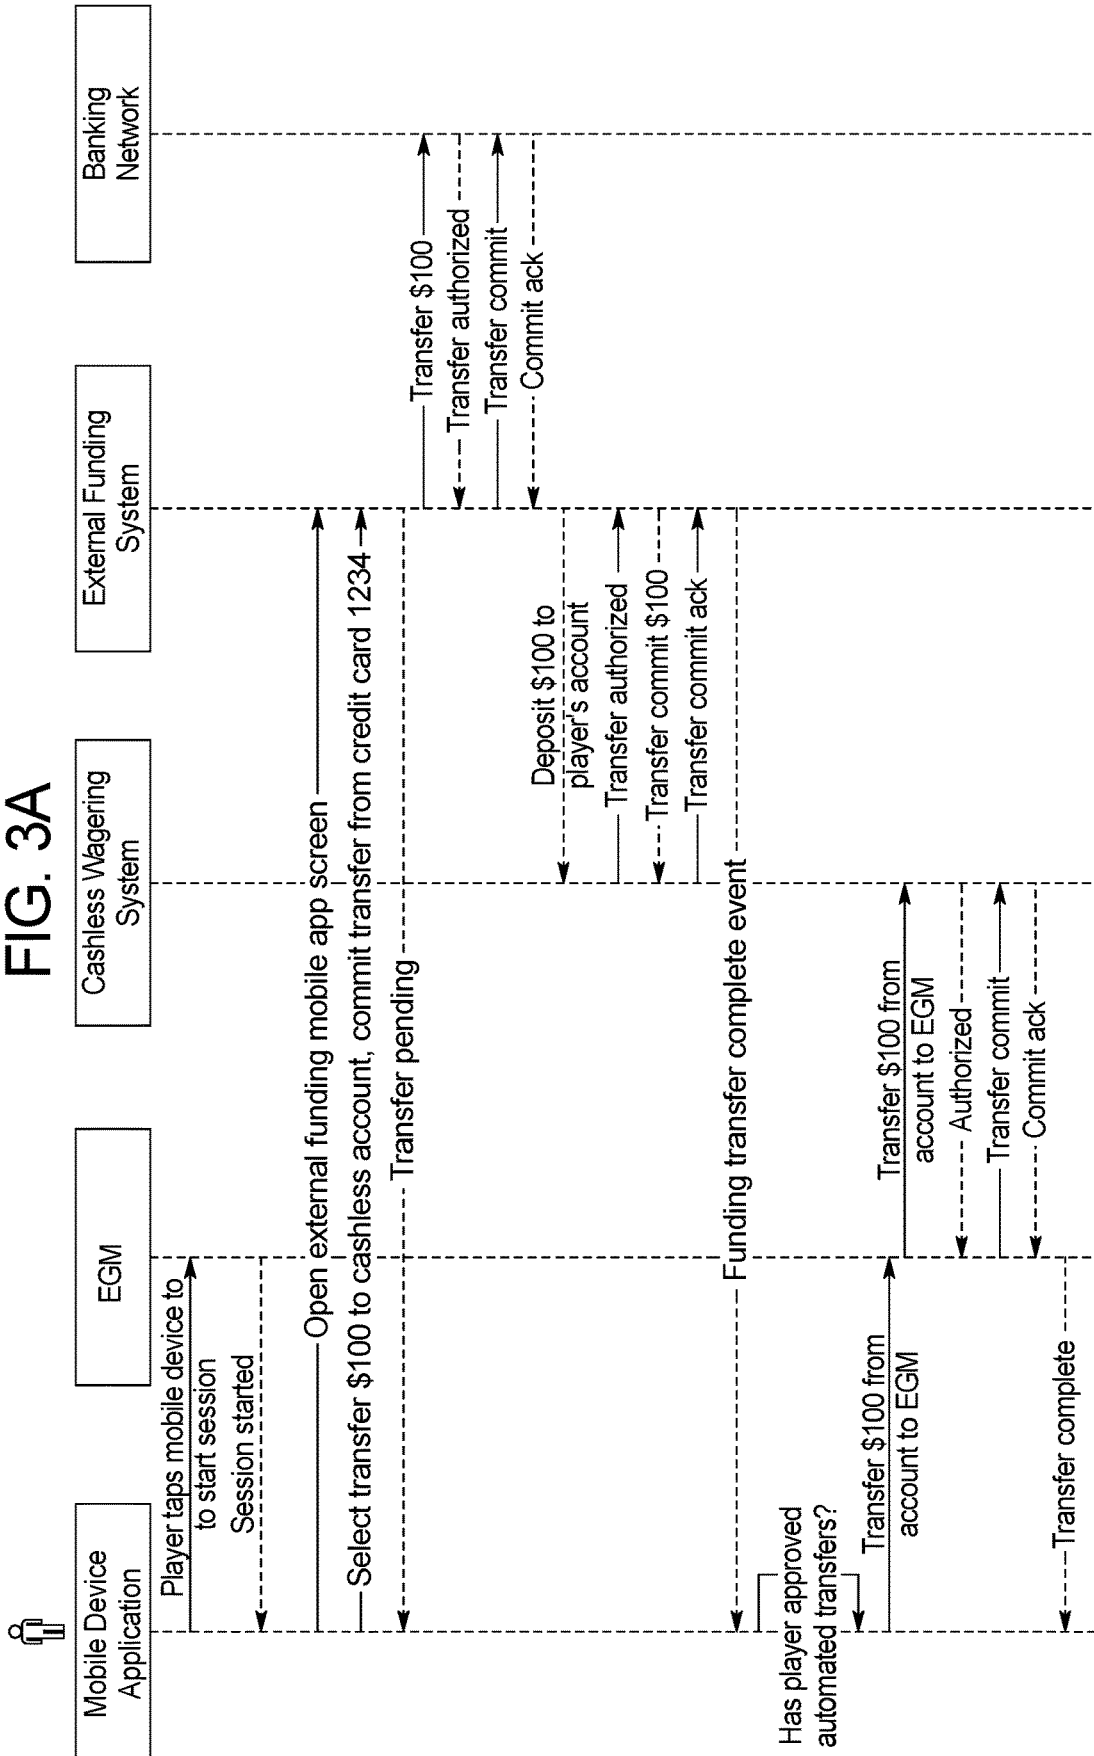 FIG. 3A
Mobile Device
Application
EGM
Cashless Wagering
System
External Funding
System
Banking
Network
Player taps mobile device to
to start session
Session started
Open external funding mobile app screen
Select transfer $100 to cashless account, commit transfer from credit card 1234
Transfer pending
Transfer $100
Transfer authorized
Transfer commit
Commit ack
Deposit $100 to
player's account
Transfer authorized
Transfer commit $100
Transfer commit ack
Funding transfer complete event
Has player approved
automated transfers?
Transfer $100 from
account to EGM
Transfer $100 from
account to EGM
Authorized
Transfer commit
Commit ack
Transfer complete